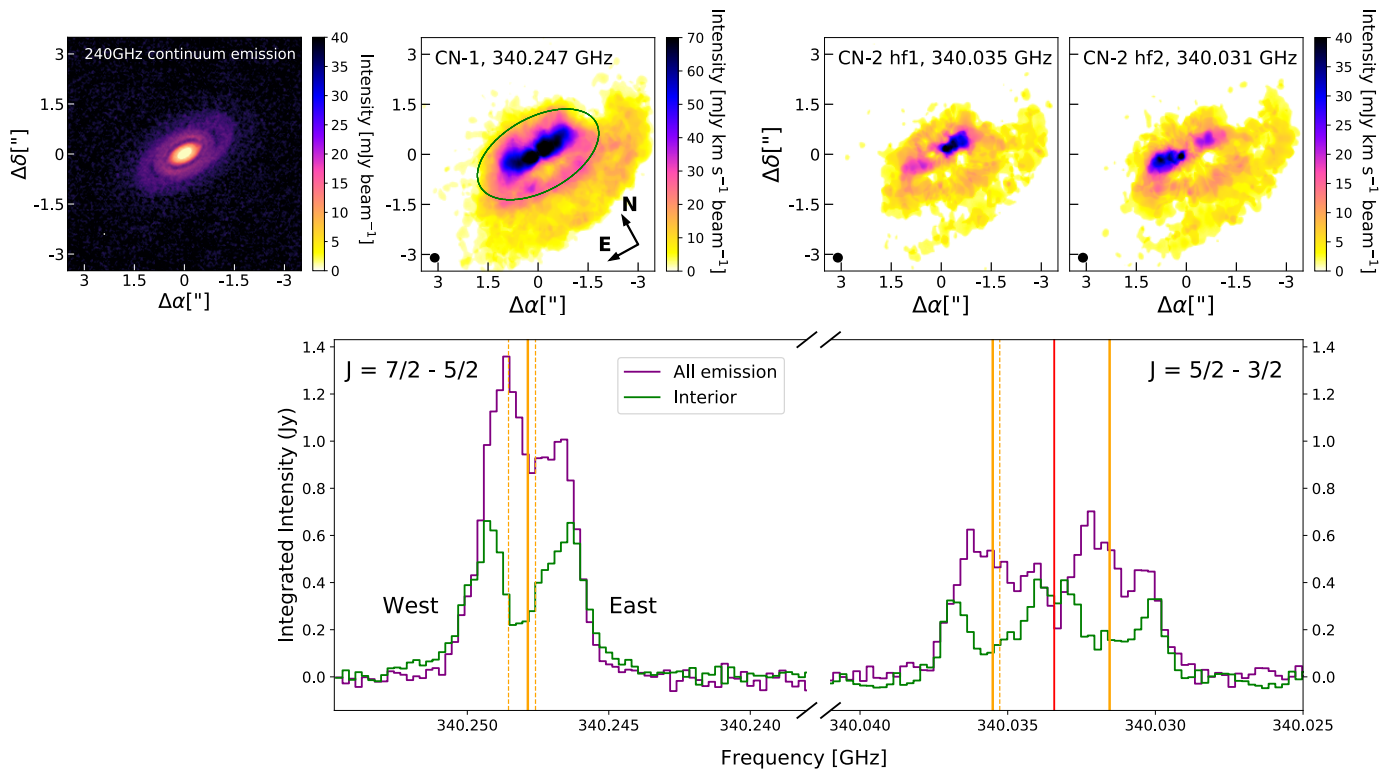 240GHz continuum emission
CN-1, 340.247 GHz
CN-2 hf1, 340.035 GHz
CN-2 hf2, 340.031 GHz
3
1.5
0
-1.5
-3
Δδ["]
3 1.5 0 -1.5 -3
Δα["]
40
35
30
25
20
15
10
5
0
Intensity [mJy beam⁻¹]
3
1.5
0
-1.5
-3
N
E
3 1.5 0 -1.5 -3
Δα["]
70
60
50
40
30
20
10
0
Intensity [mJy km s⁻¹ beam⁻¹]
3
1.5
0
-1.5
-3
Δδ["]
3 1.5 0 -1.5 -3
Δα["]
3 1.5 0 -1.5 -3
Δα["]
40
35
30
25
20
15
10
5
0
Intensity [mJy km s⁻¹ beam⁻¹]
J = 7/2 - 5/2
All emission
Interior
J = 5/2 - 3/2
West
East
Integrated Intensity (Jy)
1.4
1.2
1.0
0.8
0.6
0.4
0.2
0.0
1.4
1.2
1.0
0.8
0.6
0.4
0.2
0.0
340.248 340.245 340.240 340.040 340.035 340.030 340.025
Frequency [GHz]